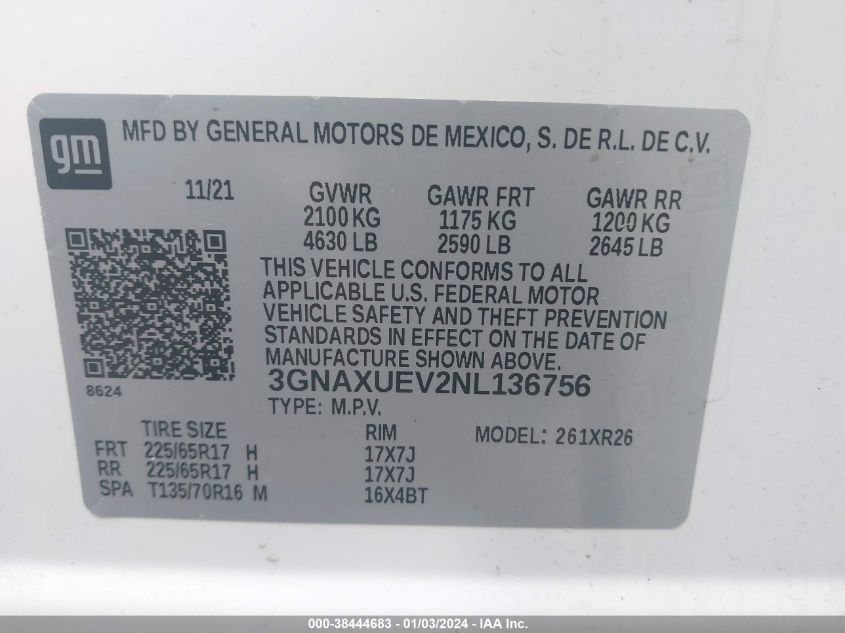 gm
MFD BY GENERAL MOTORS DE MEXICO, S. DE R.L. DE C.V.
11/21 GVWR GAWR FRT GAWR RR
2100 KG 1175 KG 1200 KG
4630 LB 2590 LB 2645 LB
THIS VEHICLE CONFORMS TO ALL
APPLICABLE U.S. FEDERAL MOTOR
VEHICLE SAFETY AND THEFT PREVENTION
STANDARDS IN EFFECT ON THE DATE OF
MANUFACTURE SHOWN ABOVE.
8624
3GNAXUEV2NL136756
TYPE: M.P.V.
TIRE SIZE RIM MODEL: 261XR26
FRT 225/65R17 H 17X7J
RR 225/65R17 H 17X7J
SPA T135/70R16 M 16X4BT
000-38444683 - 01/03/2024 - IAA Inc.